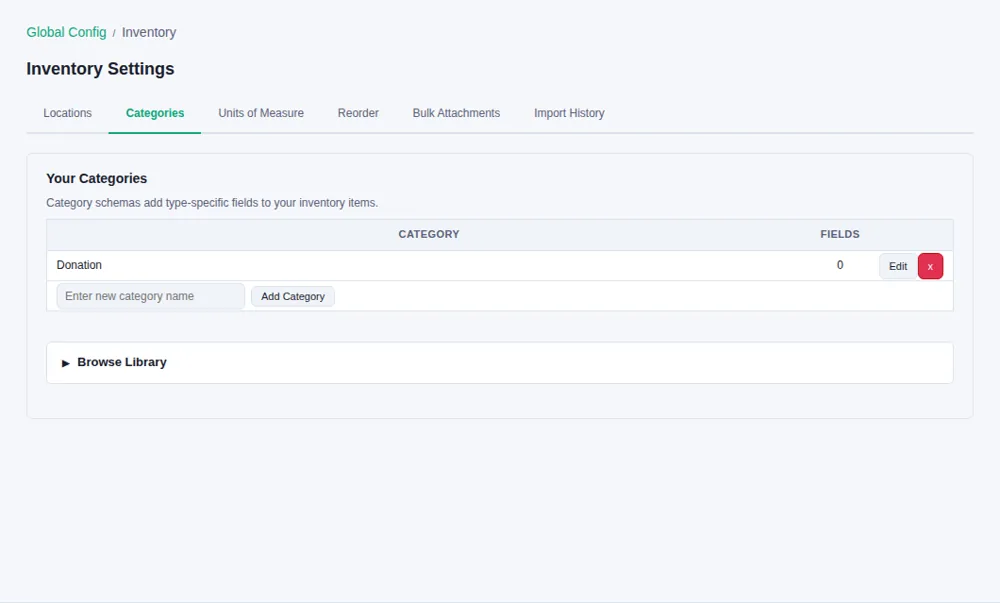 Global Config / Inventory
Inventory Settings
Locations Categories Units of Measure Reorder Bulk Attachments Import History
Your Categories
Category schemas add type-specific fields to your inventory items.
CATEGORY FIELDS
Donation 0 Edit x
Enter new category name Add Category
▶ Browse Library